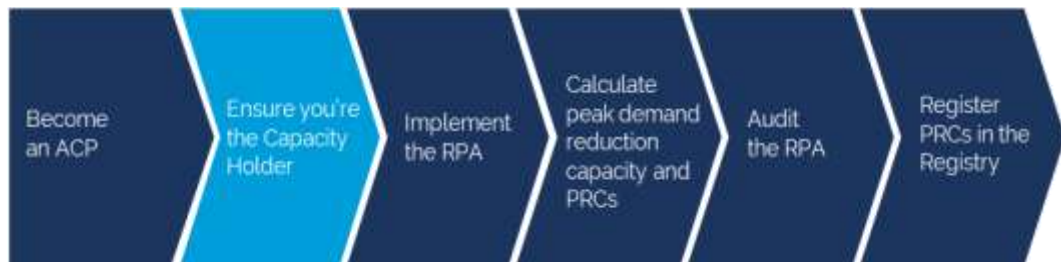 Become
an ACP
Ensure you're
the Capacity
Holder
Implement
the RPA
Calculate
peak demand
reduction
capacity and
PRCs
Audit
the RPA
Register
PRCs in the
Registry